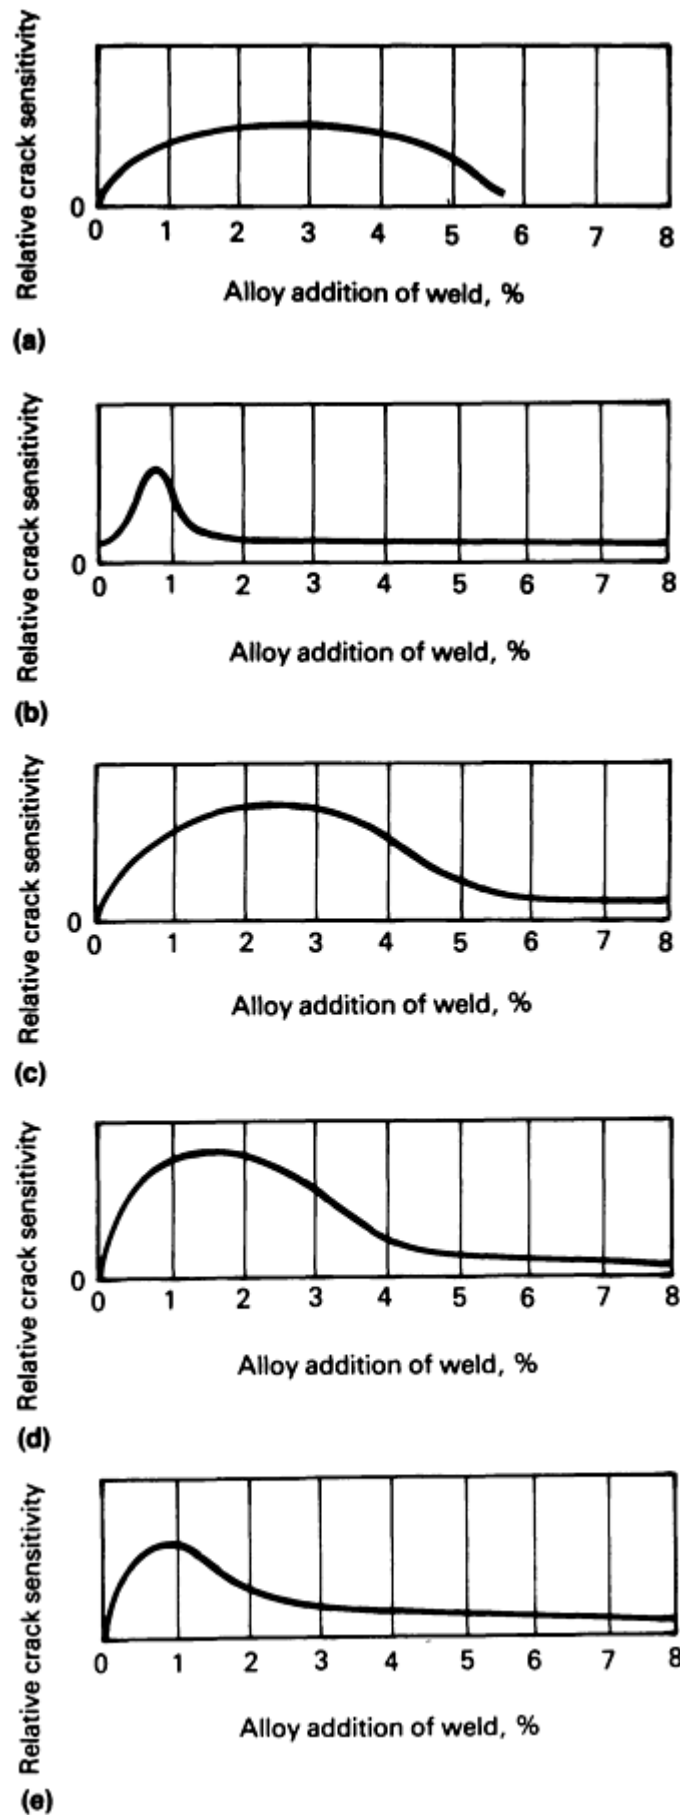 Relative crack sensitivity
0
0 1 2 3 4 5 6 7 8
Alloy addition of weld, %
(a)
Relative crack sensitivity
0
0 1 2 3 4 5 6 7 8
Alloy addition of weld, %
(b)
Relative crack sensitivity
0
0 1 2 3 4 5 6 7 8
Alloy addition of weld, %
(c)
Relative crack sensitivity
0
0 1 2 3 4 5 6 7 8
Alloy addition of weld, %
(d)
Relative crack sensitivity
0 1 2 3 4 5 6 7 8
Alloy addition of weld, %
(e)